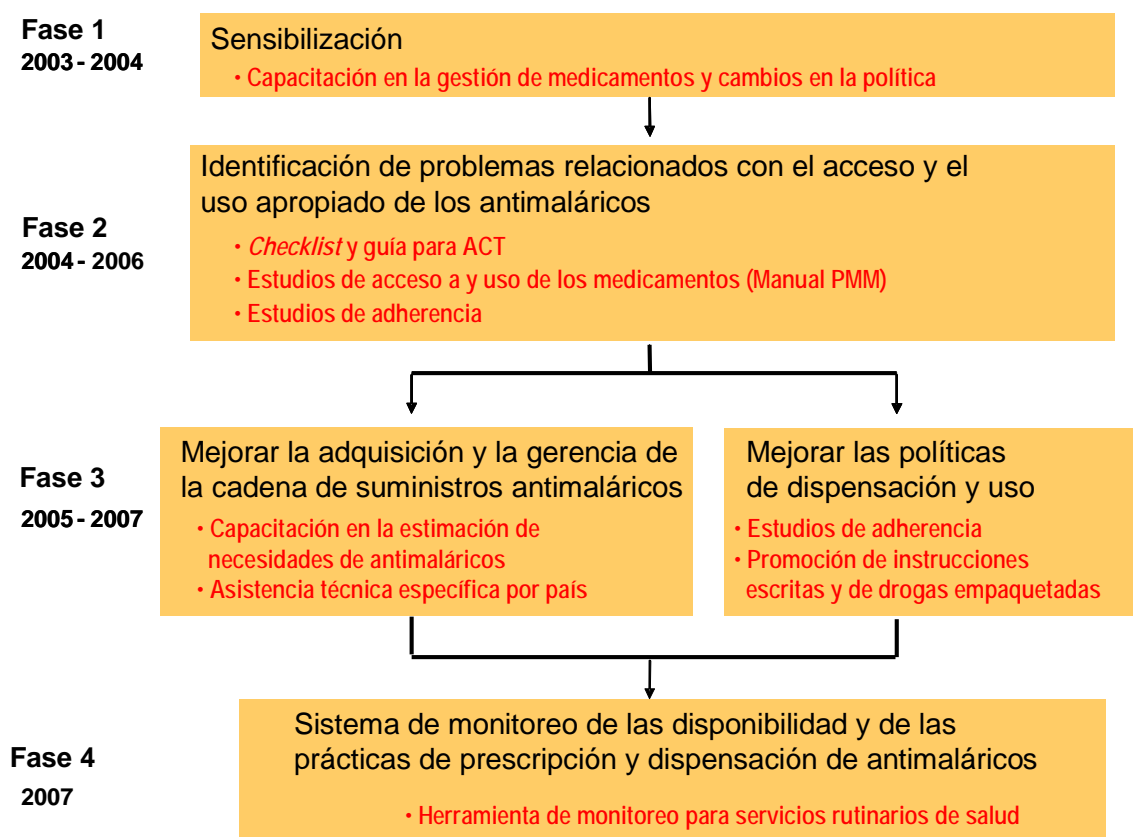 Fase 1
2003 - 2004
Sensibilización
• Capacitación en la gestión de medicamentos y cambios en la política
Fase 2
2004 - 2006
Identificación de problemas relacionados con el acceso y el
uso apropiado de los antimaláricos
• Checklist y guía para ACT
• Estudios de acceso a y uso de los medicamentos (Manual PMM)
• Estudios de adherencia
Fase 3
2005 - 2007
Mejorar la adquisición y la gerencia de
la cadena de suministros antimaláricos
• Capacitación en la estimación de
necesidades de antimaláricos
• Asistencia técnica específica por país
Mejorar las políticas
de dispensación y uso
• Estudios de adherencia
• Promoción de instrucciones
escritas y de drogas empaquetadas
Fase 4
2007
Sistema de monitoreo de las disponibilidad y de las
prácticas de prescripción y dispensación de antimaláricos
• Herramienta de monitoreo para servicios rutinarios de salud